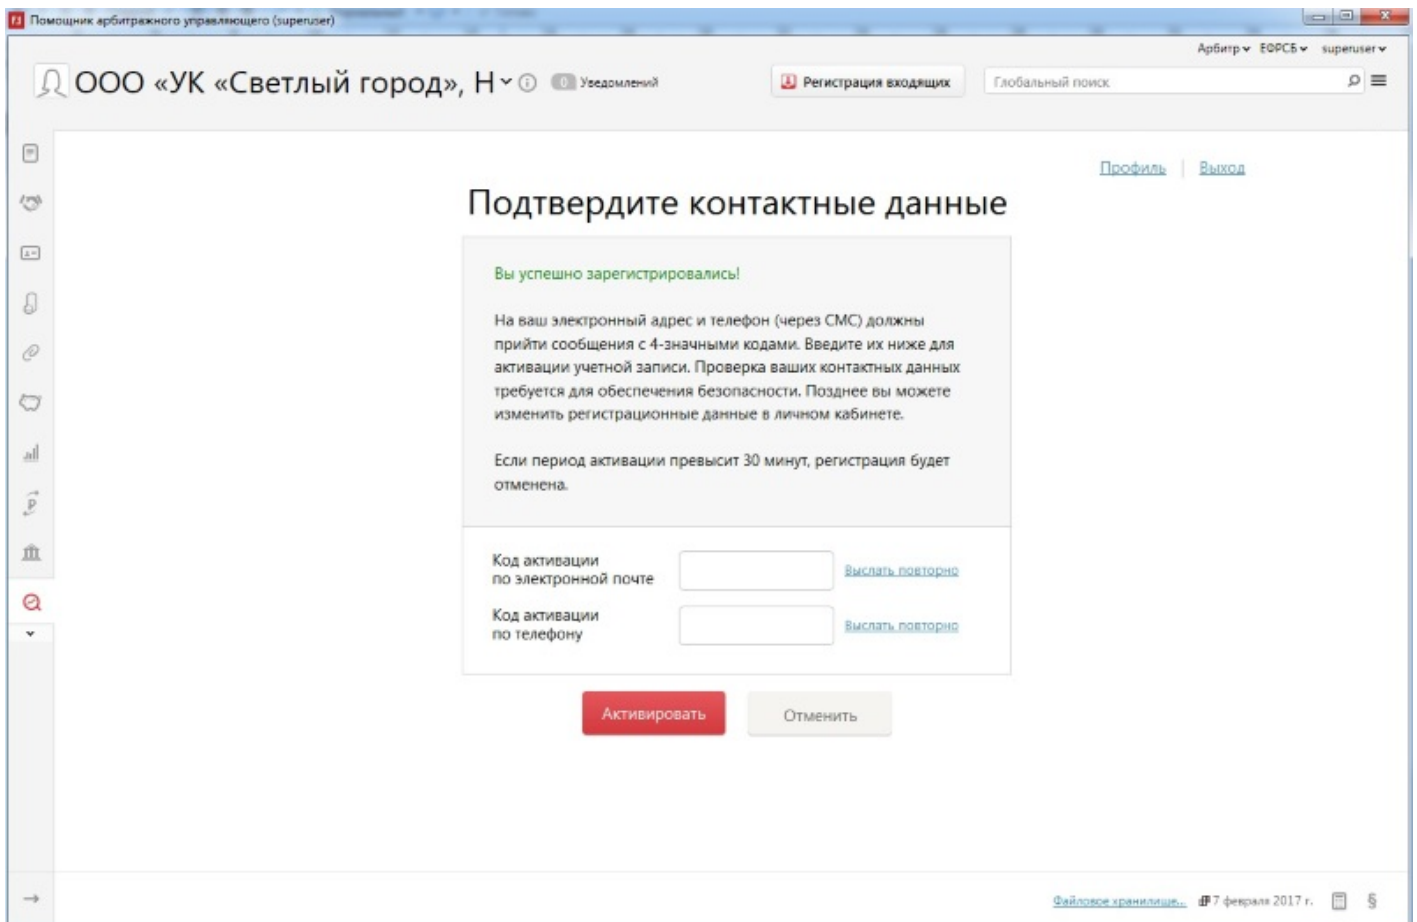 Помощник арбитражного управляющего (superuser)
Арбитр ЕФРСБ superuser
ООО «УК «Светлый город», Н
0 Уведомлений
Регистрация входящих
Глобальный поиск
Профиль | Выход
Подтвердите контактные данные
Вы успешно зарегистрировались!
На ваш электронный адрес и телефон (через СМС) должны
прийти сообщения с 4-значными кодами. Введите их ниже для
активации учетной записи. Проверка ваших контактных данных
требуется для обеспечения безопасности. Позднее вы можете
изменить регистрационные данные в личном кабинете.
Если период активации превысит 30 минут, регистрация будет
отменена.
Код активации
по электронной почте
Выслать повторно
Код активации
по телефону
Выслать повторно
Активировать
Отменить
Файловое хранилище... 7 февраля 2017 г. §